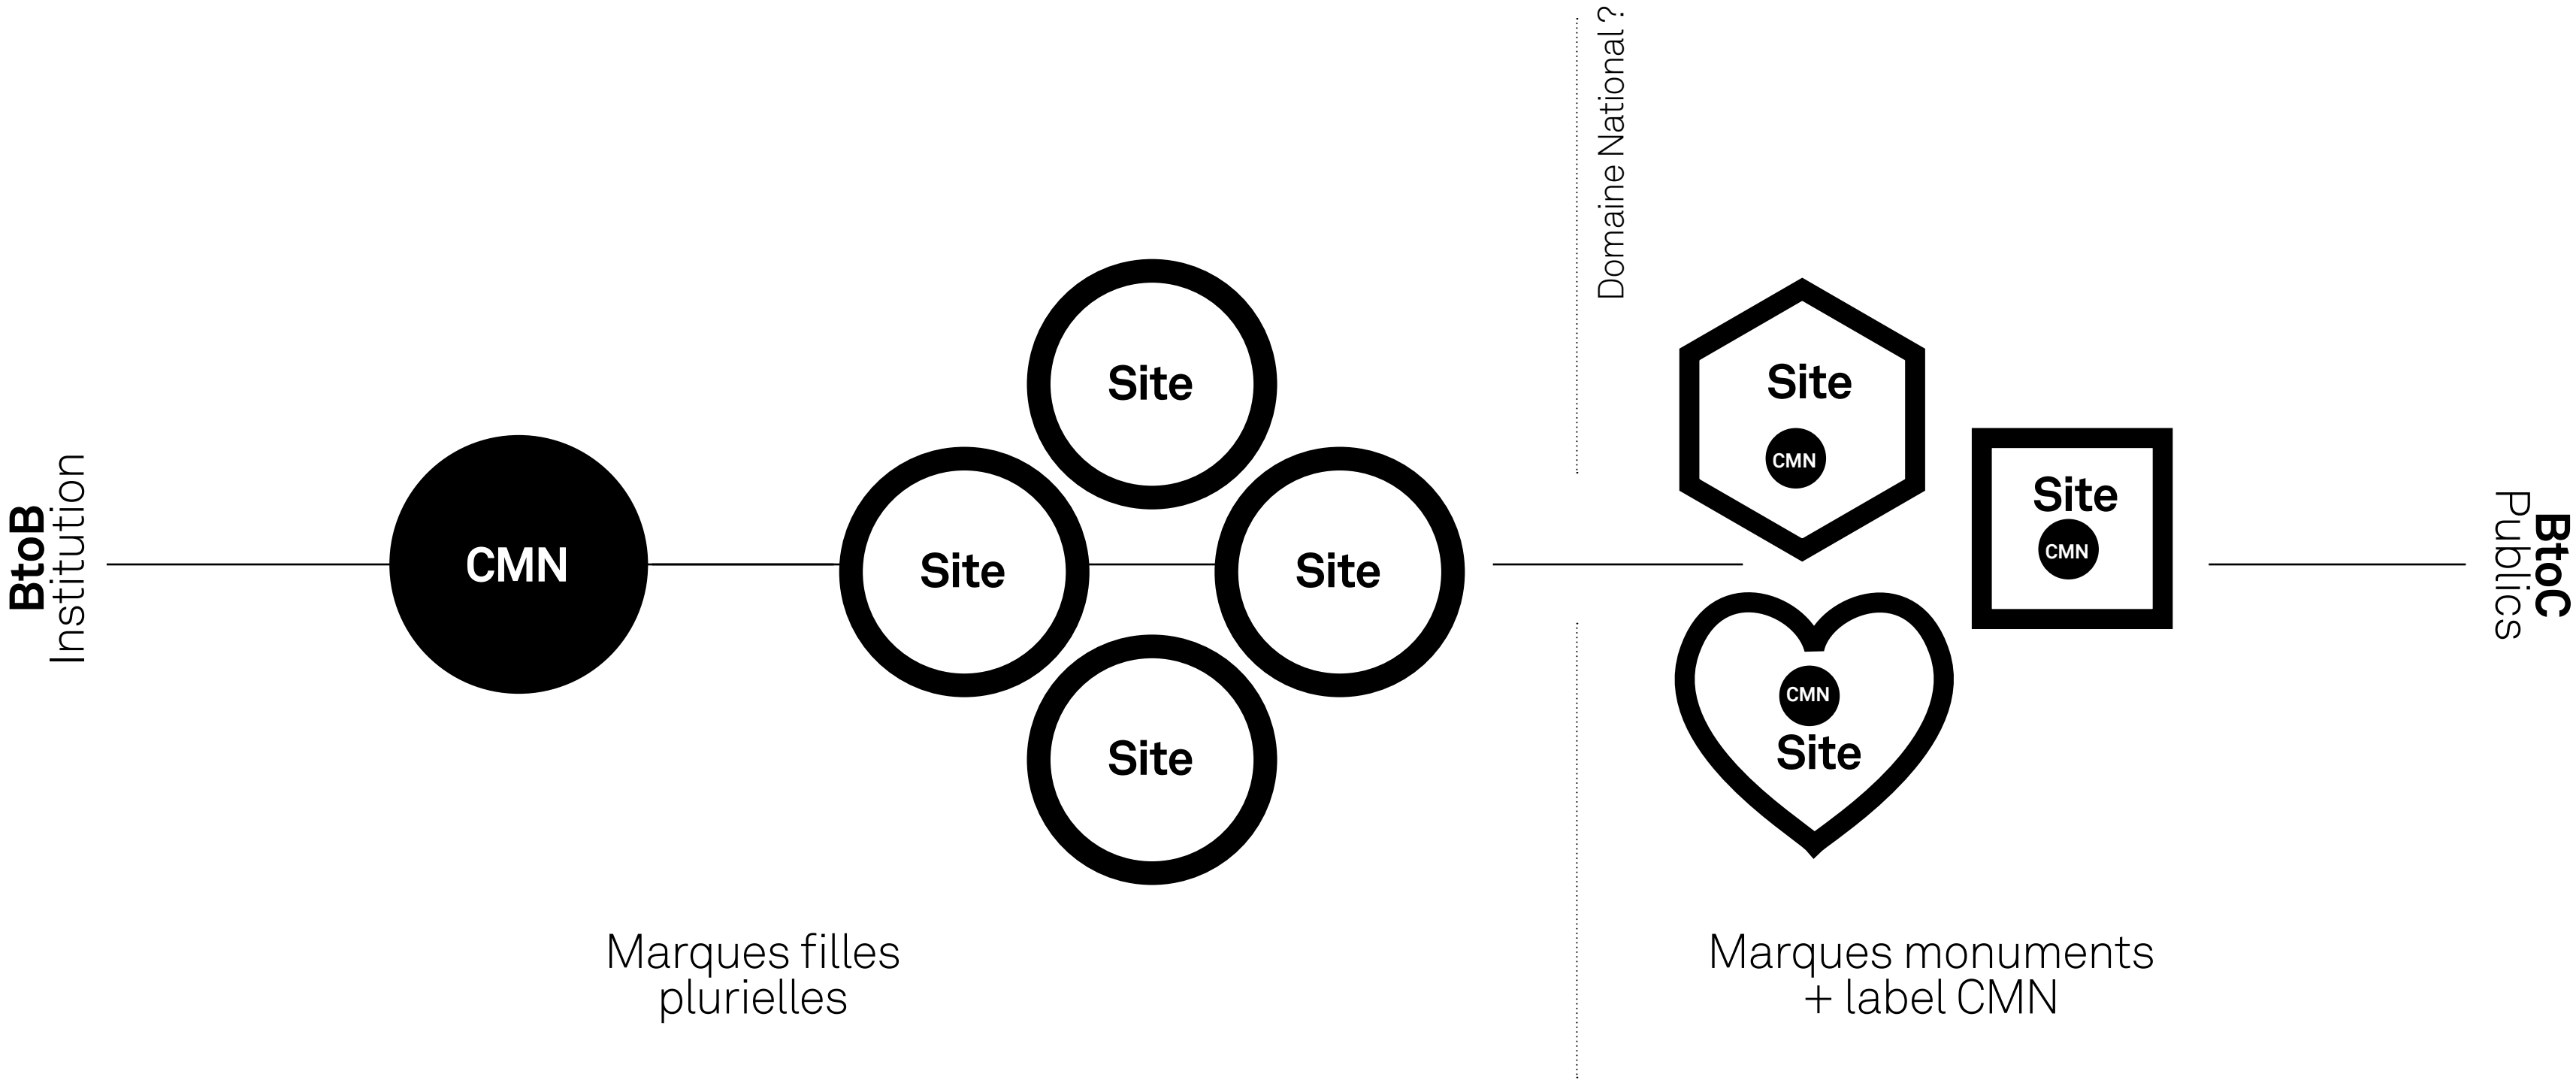 BtoB
Institution
CMN
Site
Site
Site
Site
Marques filles
plurielles
Domaine National ?
Site
CMN
Site
CMN
CMN
Site
Marques monuments
+ label CMN
BtoC
Publics